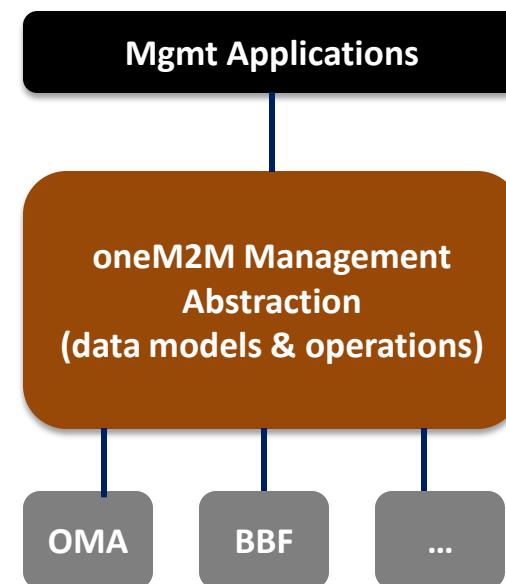 Mgmt Applications
oneM2M Management
Abstraction
(data models & operations)
OMA
BBF
...